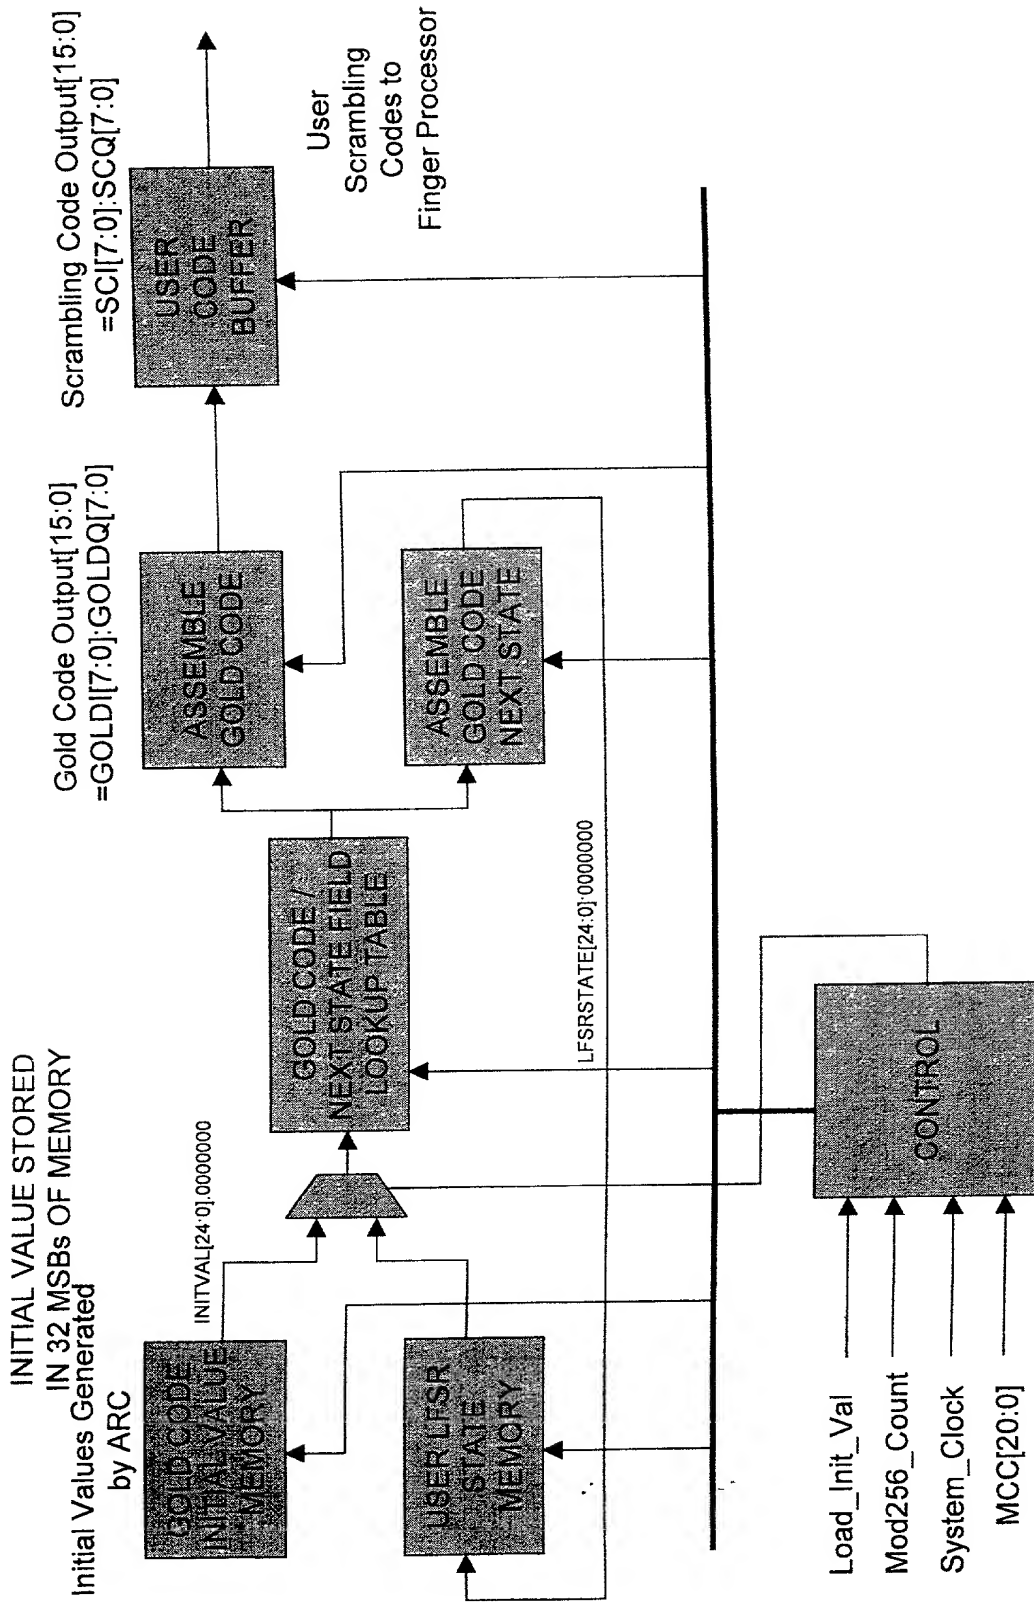 INITIAL VALUE STORED
IN 32 MSBs OF MEMORY
Initial Values Generated
by ARC
GOLD CODE
INITIAL VALUE
MEMORY
INITVAL[24:0],0000000
USER LFSR
STATE
MEMORY
GOLD CODE /
NEXT STATE FIELD
LOOKUP TABLE
LFSRSTATE[24:0]:0000000
Gold Code Output[15:0]
=GOLDI[7:0]:GOLDQ[7:0]
ASSEMBLE
GOLD CODE
ASSEMBLE
GOLD CODE
NEXT STATE
Scrambling Code Output[15:0]
=SCI[7:0]:SCQ[7:0]
USER
CODE
BUFFER
User
Scrambling
Codes to
Finger Processor
CONTROL
Load_Init_Val
Mod256_Count
System_Clock
MCC[20:0]